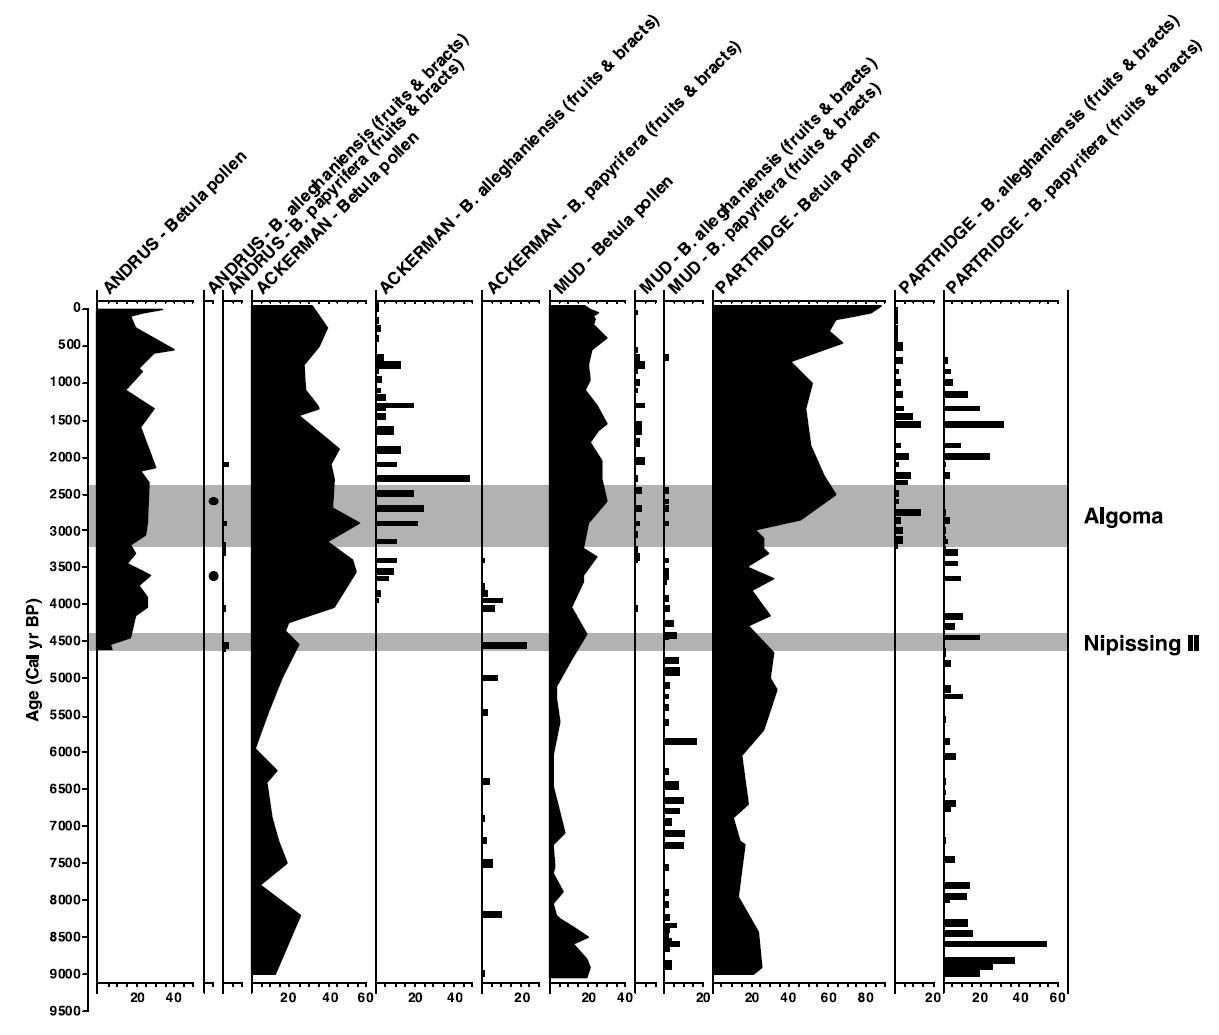 ANDRUS - Betula pollen
ANDRUS - B. alleghaniensis (fruits & bracts)
ANDRUS - B. papyrifera (fruits & bracts)
ACKERMAN - Betula pollen
ACKERMAN - B. alleghaniensis (fruits & bracts)
ACKERMAN - B. papyrifera (fruits & bracts)
MUD - Betula pollen
MUD - B. alleghaniensis (fruits & bracts)
MUD - B. papyrifera (fruits & bracts)
PARTRIDGE - Betula pollen
PARTRIDGE - B. alleghaniensis (fruits & bracts)
PARTRIDGE - B. papyrifera (fruits & bracts)
Age (Cal yr BP)
0
500
1000
1500
2000
2500
3000
3500
4000
4500
5000
5500
6000
6500
7000
7500
8000
8500
9000
9500
Algoma
Nipissing II
20 40 20 40 60 20 20 20 40 20 20 40 60 80 20 20 40 60